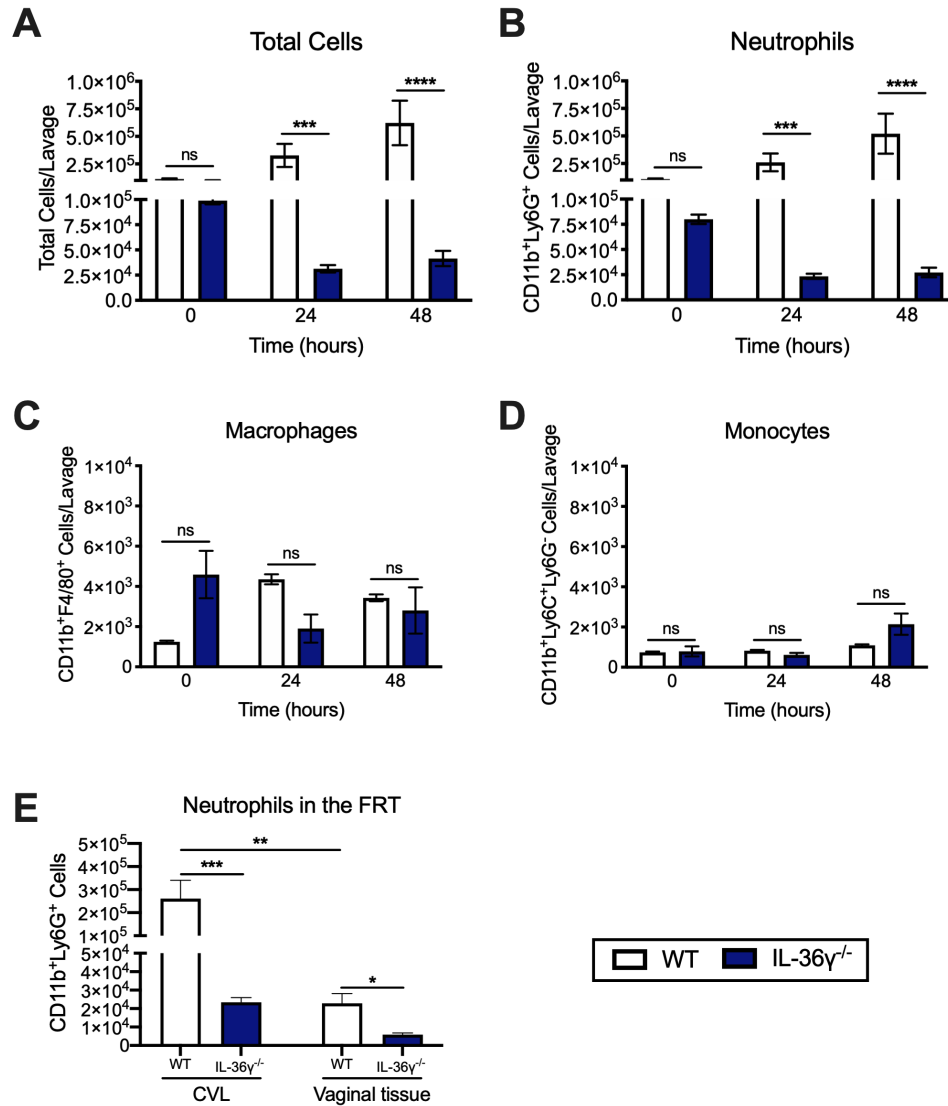 A
Total Cells
Total Cells/Lavage
1.0×10⁶
7.5×10⁵
5.0×10⁵
2.5×10⁵
1.0×10⁵
7.5×10⁴
5.0×10⁴
2.5×10⁴
0.0
ns
***
****
0 24 48
Time (hours)
B
Neutrophils
CD11b⁺Ly6G⁺ Cells/Lavage
1.0×10⁶
7.5×10⁵
5.0×10⁵
2.5×10⁵
1.0×10⁵
7.5×10⁴
5.0×10⁴
2.5×10⁴
0.0
ns
***
****
0 24 48
Time (hours)
C
Macrophages
CD11b⁺F4/80⁺ Cells/Lavage
1×10⁴
8×10³
6×10³
4×10³
2×10³
0
ns
ns
ns
0 24 48
Time (hours)
D
Monocytes
CD11b⁺Ly6C⁺Ly6G⁻ Cells/Lavage
1×10⁴
8×10³
6×10³
4×10³
2×10³
0
ns
ns
ns
0 24 48
Time (hours)
E
Neutrophils in the FRT
CD11b⁺Ly6G⁺ Cells
5×10⁵
4×10⁵
3×10⁵
2×10⁵
1×10⁵
5×10⁴
4×10⁴
3×10⁴
2×10⁴
1×10⁴
0
**
***
*
WT IL-36γ⁻/⁻ WT IL-36γ⁻/⁻
CVL Vaginal tissue
WT IL-36γ⁻/⁻